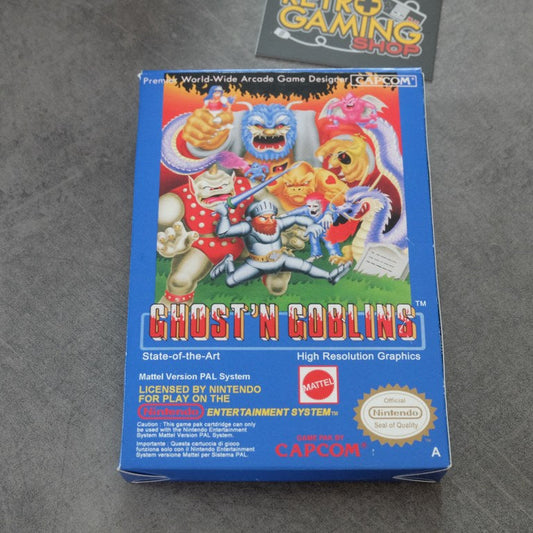 RETRO
GAMING
SHOP
Premier World-Wide Arcade Game Designer CAPCOM
GHOST'N GOBLINS TM
State-of-the-Art High Resolution Graphics
Mattel Version PAL System
LICENSED BY NINTENDO
FOR PLAY ON THE
Nintendo ENTERTAINMENT SYSTEM TM
MATTEL
Caution : This game pak cartridge can only
be used with the Nintendo Entertainment
System Mattel Version PAL System.
Importante : Questa cartuccia di gioco
funziona solo con il Nintendo Entertainment
System versione Mattel per Sistema PAL.
GAME PAK BY
CAPCOM
Official
Nintendo
Seal of Quality
A